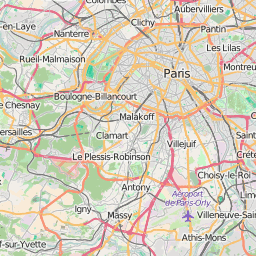 Colombes
Aubervilliers
en-Laye
Clichy
Pantin
Nanterre
Les Lilas
Rueil-Malmaison
Paris
Montreu
Boulogne-Billancourt
e Chesnay
Malakoff
Versailles
Clamart
Villejuif
Le Plessis-Robinson
Créte
Choisy-le-Roi
Antony
Aéroport
de Paris-Orly
Igny
Massy
Villeneuve-Sain
f-sur-Yvette
Athis-Mons